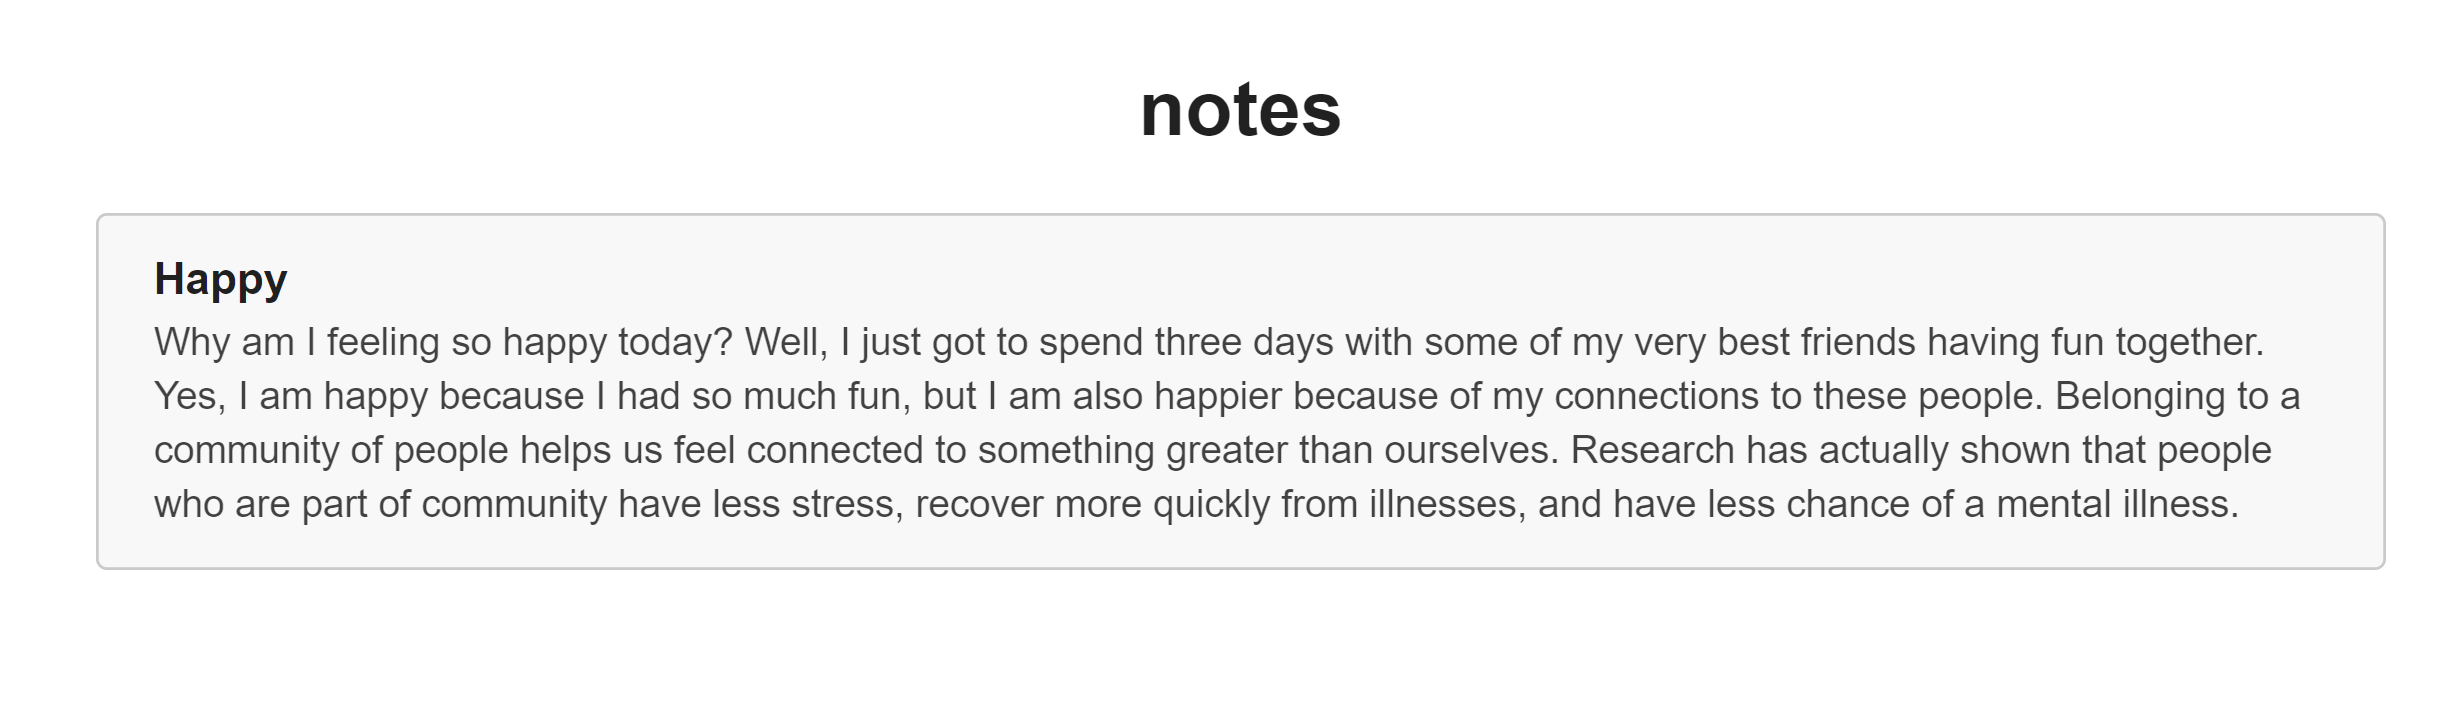 notes
Happy
Why am I feeling so happy today? Well, I just got to spend three days with some of my very best friends having fun together.
Yes, I am happy because I had so much fun, but I am also happier because of my connections to these people. Belonging to a
community of people helps us feel connected to something greater than ourselves. Research has actually shown that people
who are part of community have less stress, recover more quickly from illnesses, and have less chance of a mental illness.